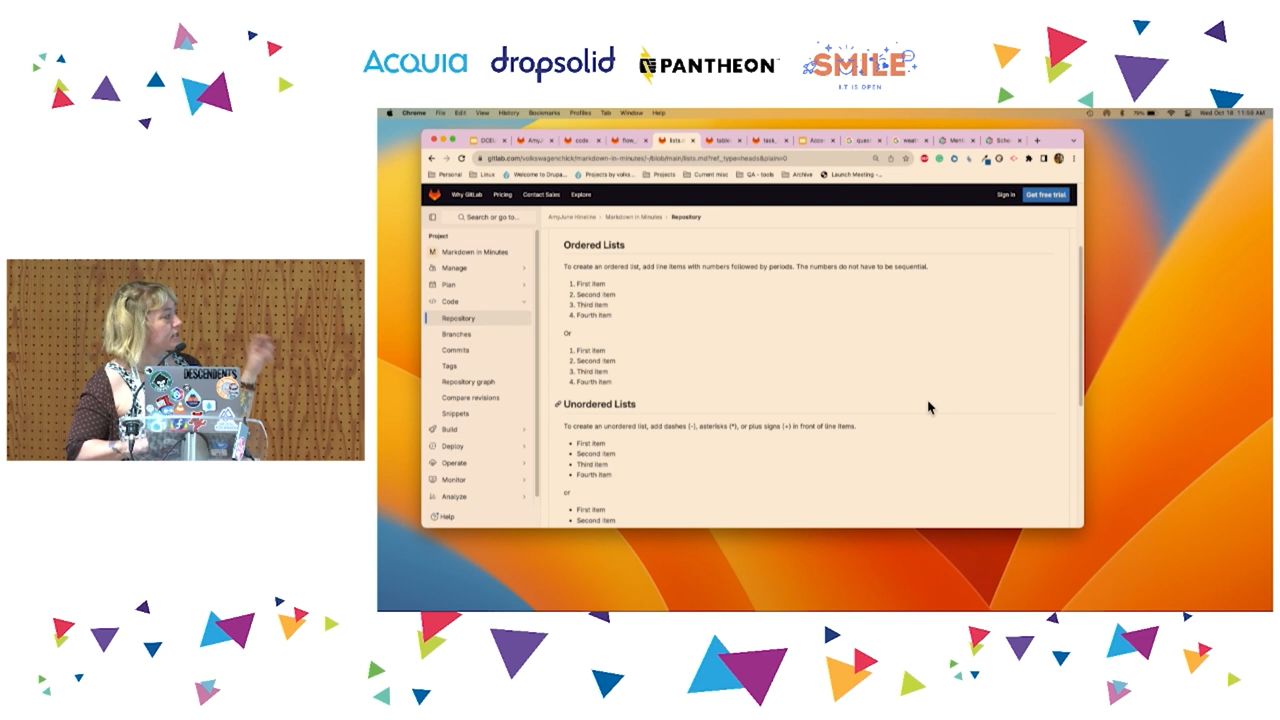 ACQUIA dropsolid PANTHEON SMILE
I.T IS OPEN
Chrome File Edit View History Bookmarks Profiles Tab Window Help
79% Wed Oct 18 11:50 AM
gitlab.com/volkswagenchick/markdown-in-minutes/-/blob/main/lists.md?ref_type=heads&plain=0
Personal Linux Welcome to Drupa... Projects by volks... Projects Current misc QA - tools Archive Launch Meeting -...
Why GitLab Pricing Contact Sales Explore Sign in Get free trial
Search or go to...
AmyJune Hineline › Markdown in Minutes › Repository
Project
M Markdown in Minutes
Manage
Plan
Code
Repository
Branches
Commits
Tags
Repository graph
Compare revisions
Snippets
Build
Deploy
Operate
Monitor
Analyze
Help
Ordered Lists
To create an ordered list, add line items with numbers followed by periods. The numbers do not have to be sequential.
1. First item
2. Second item
3. Third item
4. Fourth item
Or
1. First item
2. Second item
3. Third item
4. Fourth item
Unordered Lists
To create an unordered list, add dashes (-), asterisks (*), or plus signs (+) in front of line items.
• First item
• Second item
• Third item
• Fourth item
or
• First item
• Second item
DESCENDENTS